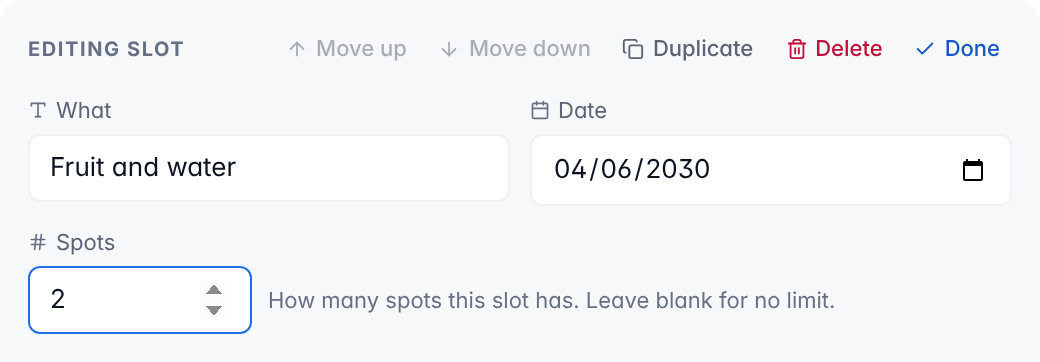 EDITING SLOT Move up Move down Duplicate Delete Done
What Date
Fruit and water 04/06/2030
# Spots
2 How many spots this slot has. Leave blank for no limit.